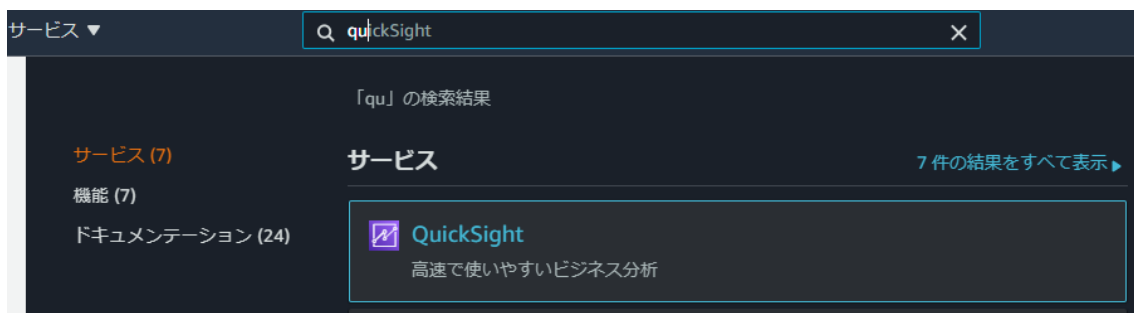 サービス ▼
quickSight
「qu」の検索結果
サービス (7)
機能 (7)
ドキュメンテーション (24)
サービス
7 件の結果をすべて表示 ▶
QuickSight
高速で使いやすいビジネス分析